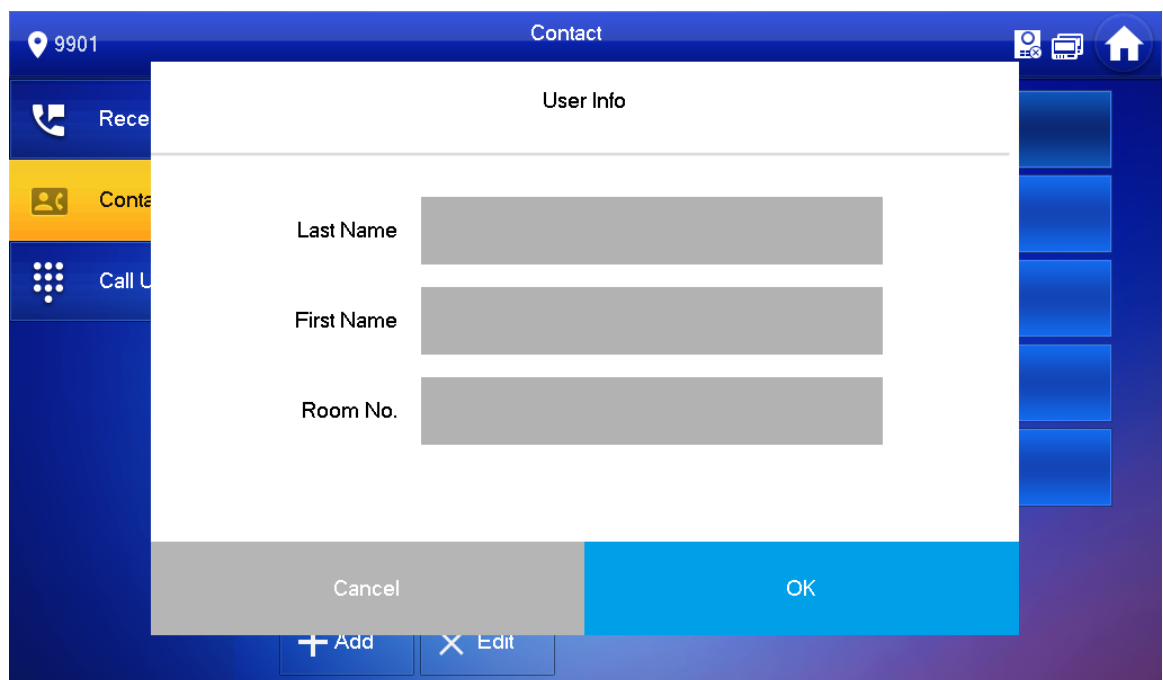 9901
Contact
User Info
Rece
Conta
Call U
Last Name
First Name
Room No.
Cancel
OK
Add
Edit